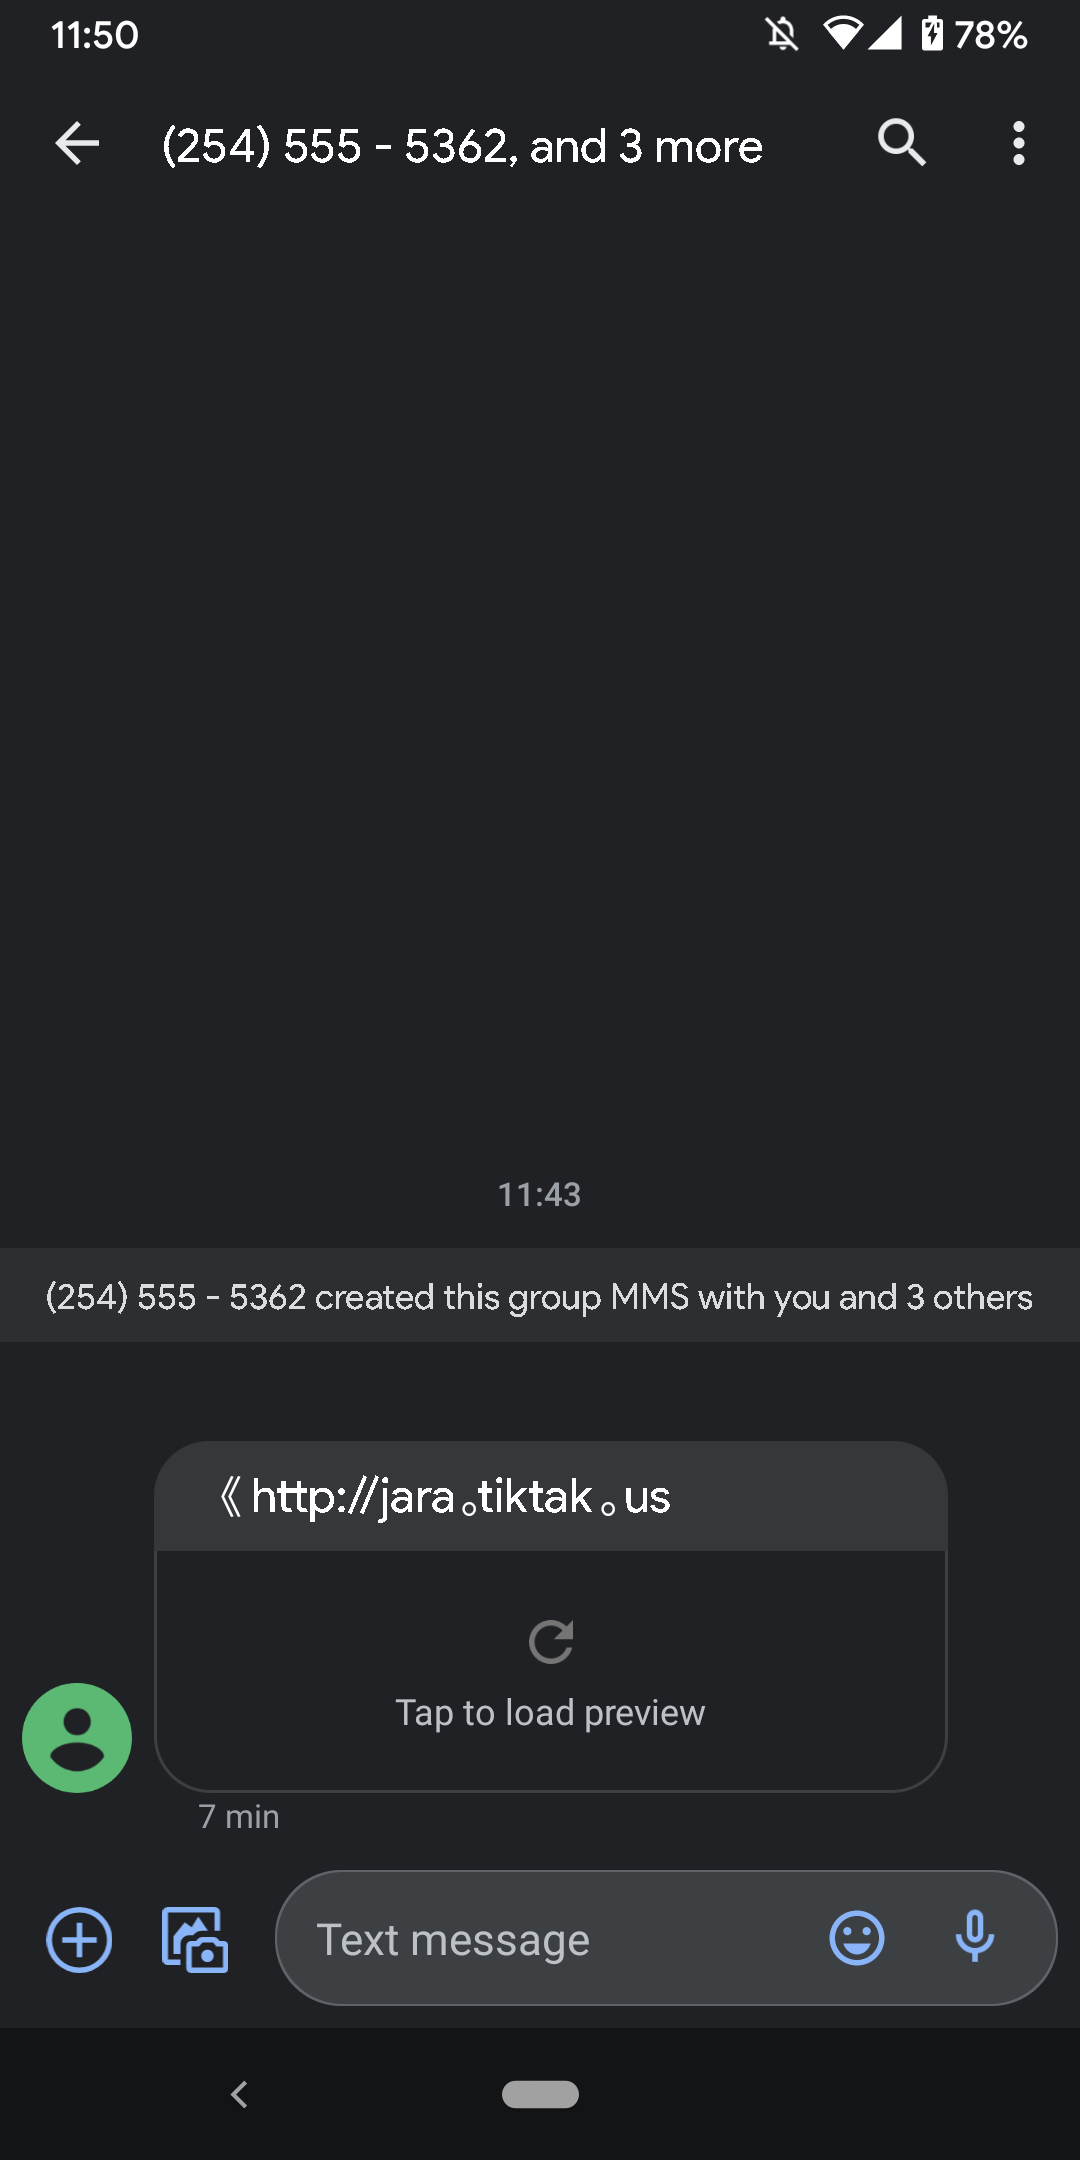 11:50
78%
(254) 555 - 5362, and 3 more
11:43
(254) 555 - 5362 created this group MMS with you and 3 others
《http://jara。tiktak。us
Tap to load preview
7 min
Text message